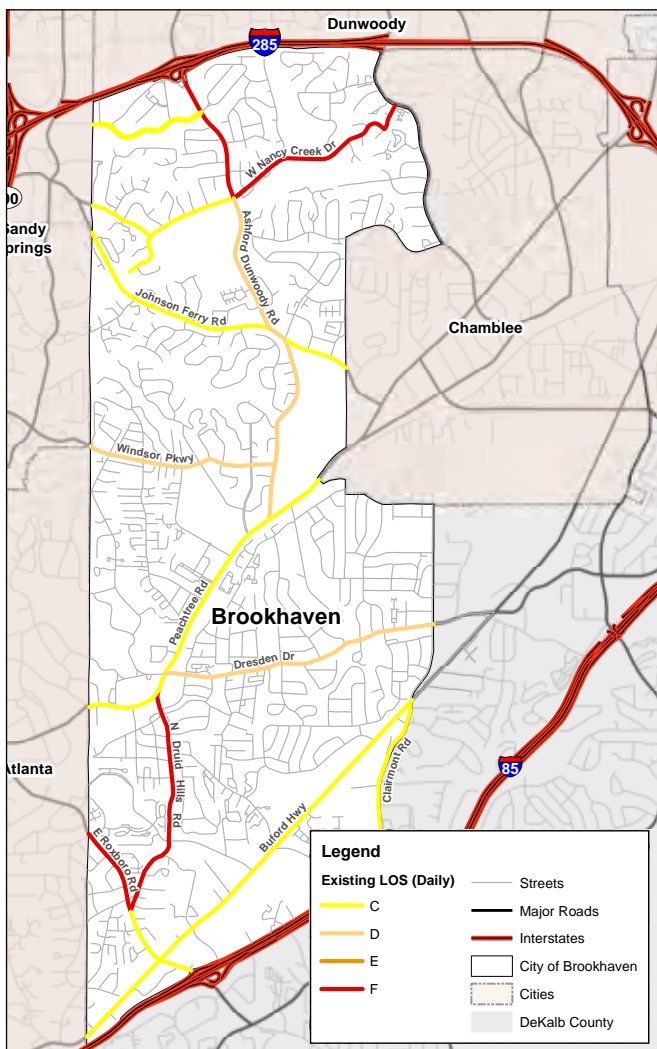 Dunwoody
285
W Nancy Creek Dr
00
Sandy
prings
Ashford Dunwoody Rd
Johnson Ferry Rd
Chamblee
Windsor Pkwy
Peachtree Rd
Brookhaven
Dresden Dr
N Druid Hills Rd
Clairmont Rd
Atlanta
85
Buford Hwy
E Roxboro Rd
Legend
Existing LOS (Daily)
C
D
E
F
Streets
Major Roads
Interstates
City of Brookhaven
Cities
DeKalb County